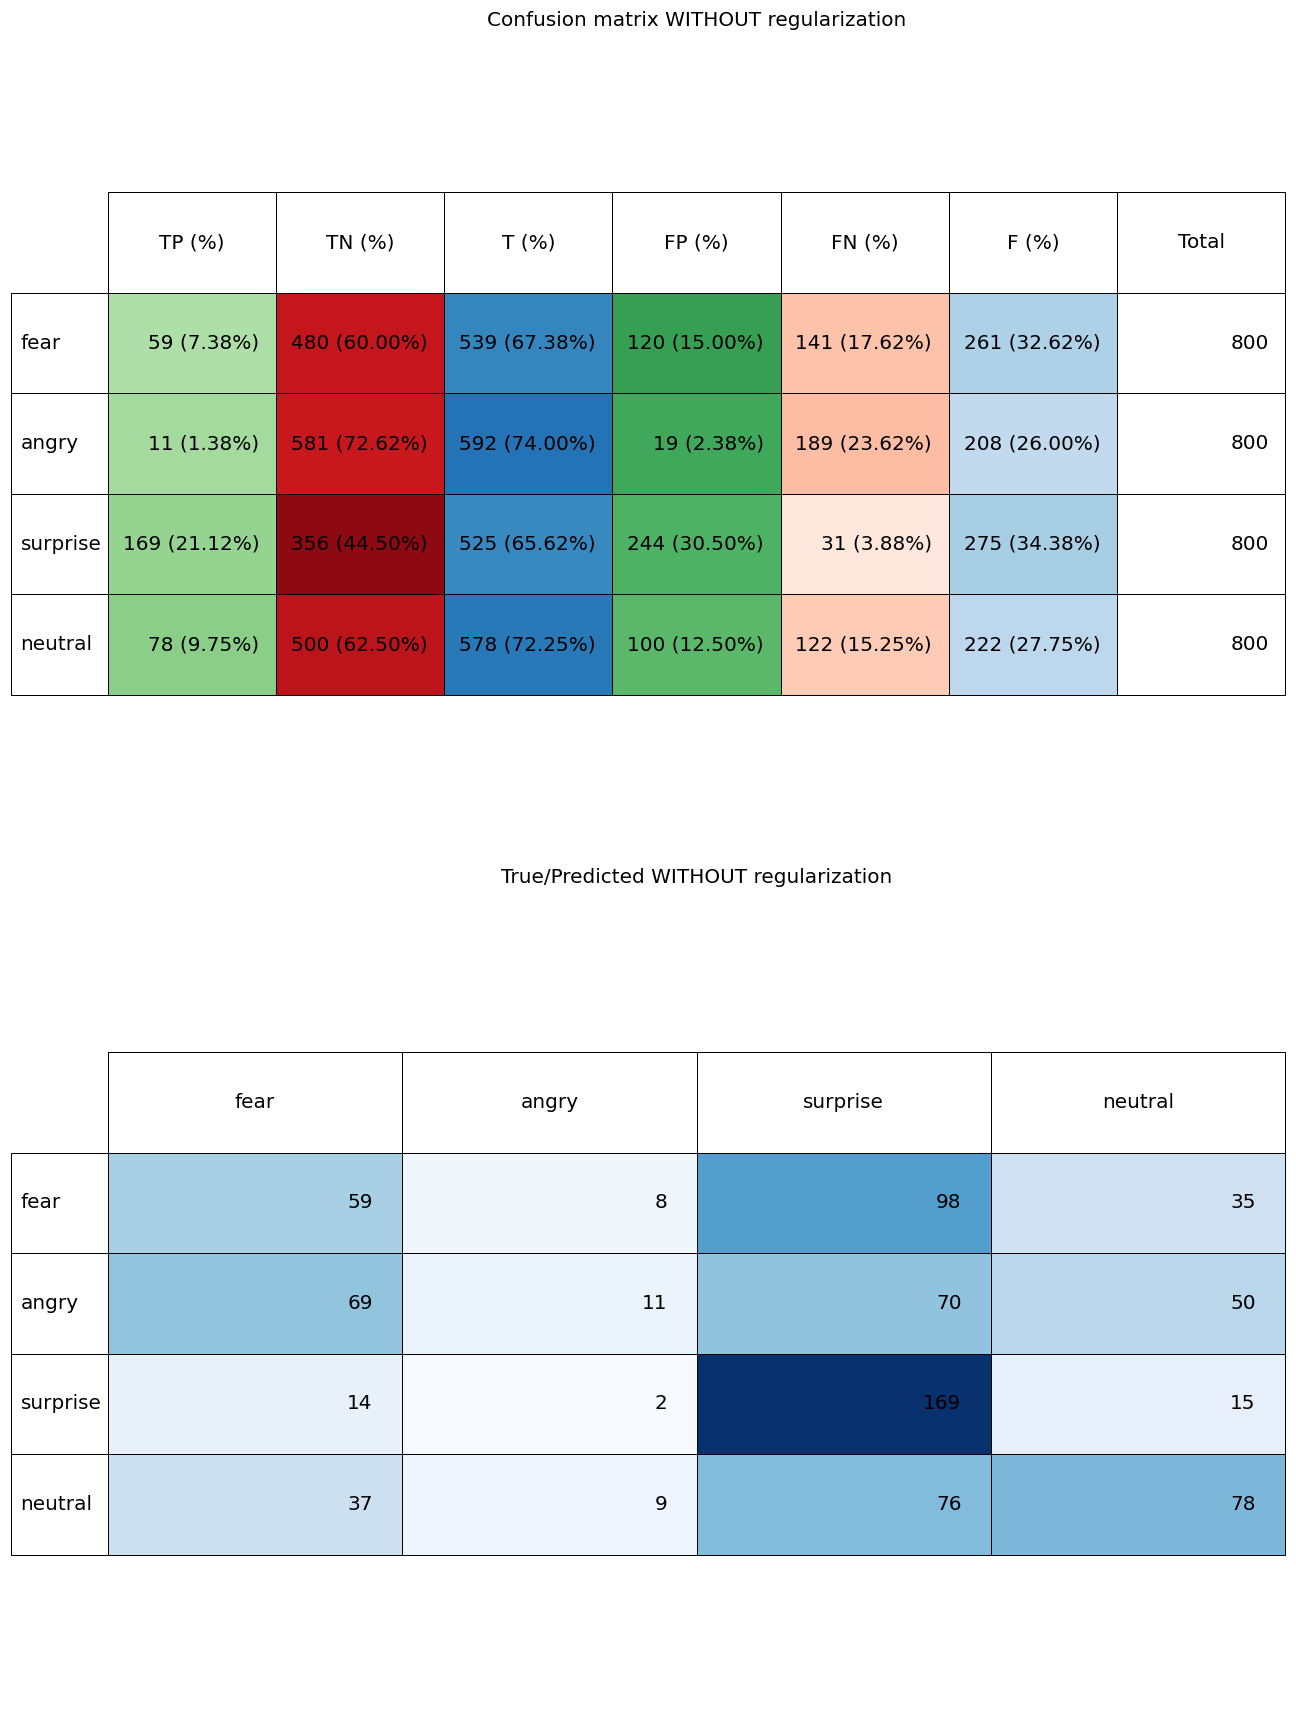 Confusion matrix WITHOUT regularization
TP (%) TN (%) T (%) FP (%) FN (%) F (%) Total
fear 59 (7.38%) 480 (60.00%) 539 (67.38%) 120 (15.00%) 141 (17.62%) 261 (32.62%) 800
angry 11 (1.38%) 581 (72.62%) 592 (74.00%) 19 (2.38%) 189 (23.62%) 208 (26.00%) 800
surprise 169 (21.12%) 356 (44.50%) 525 (65.62%) 244 (30.50%) 31 (3.88%) 275 (34.38%) 800
neutral 78 (9.75%) 500 (62.50%) 578 (72.25%) 100 (12.50%) 122 (15.25%) 222 (27.75%) 800
True/Predicted WITHOUT regularization
fear angry surprise neutral
fear 59 8 98 35
angry 69 11 70 50
surprise 14 2 169 15
neutral 37 9 76 78